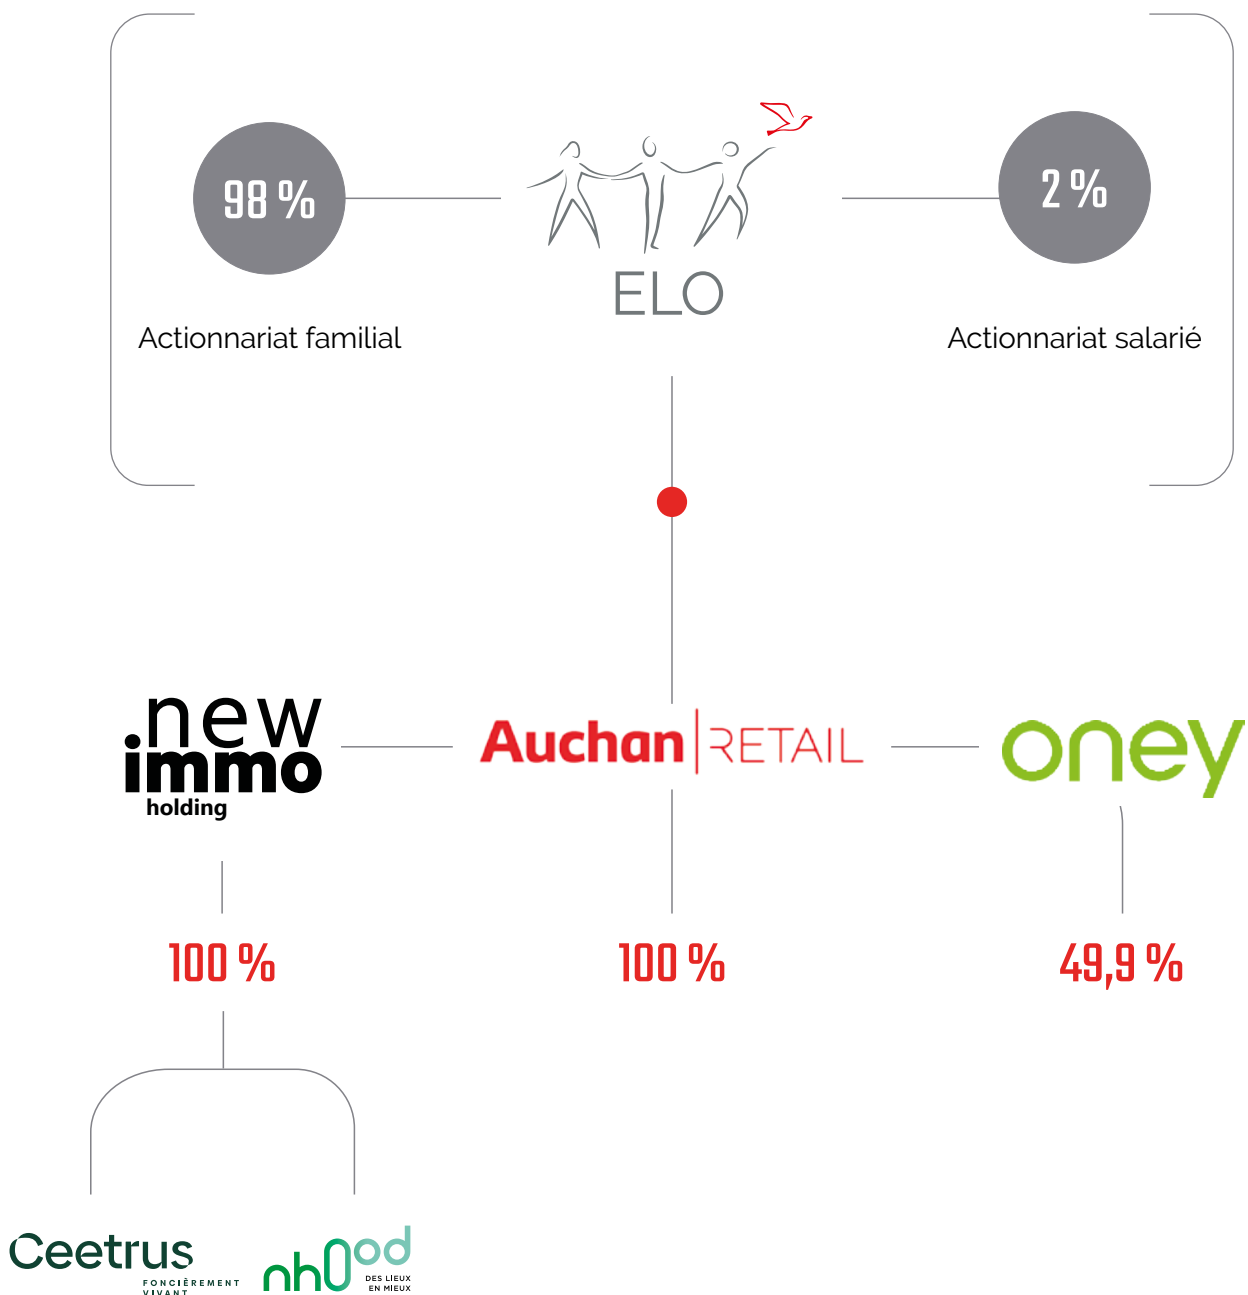 98 %
2 %
ELO
Actionnariat familial
Actionnariat salarié
new
immo
holding
Auchan RETAIL
oney
100 %
100 %
49,9 %
Ceetrus
FONCIÈREMENT
VIVANT
nhood
DES LIEUX
EN MIEUX